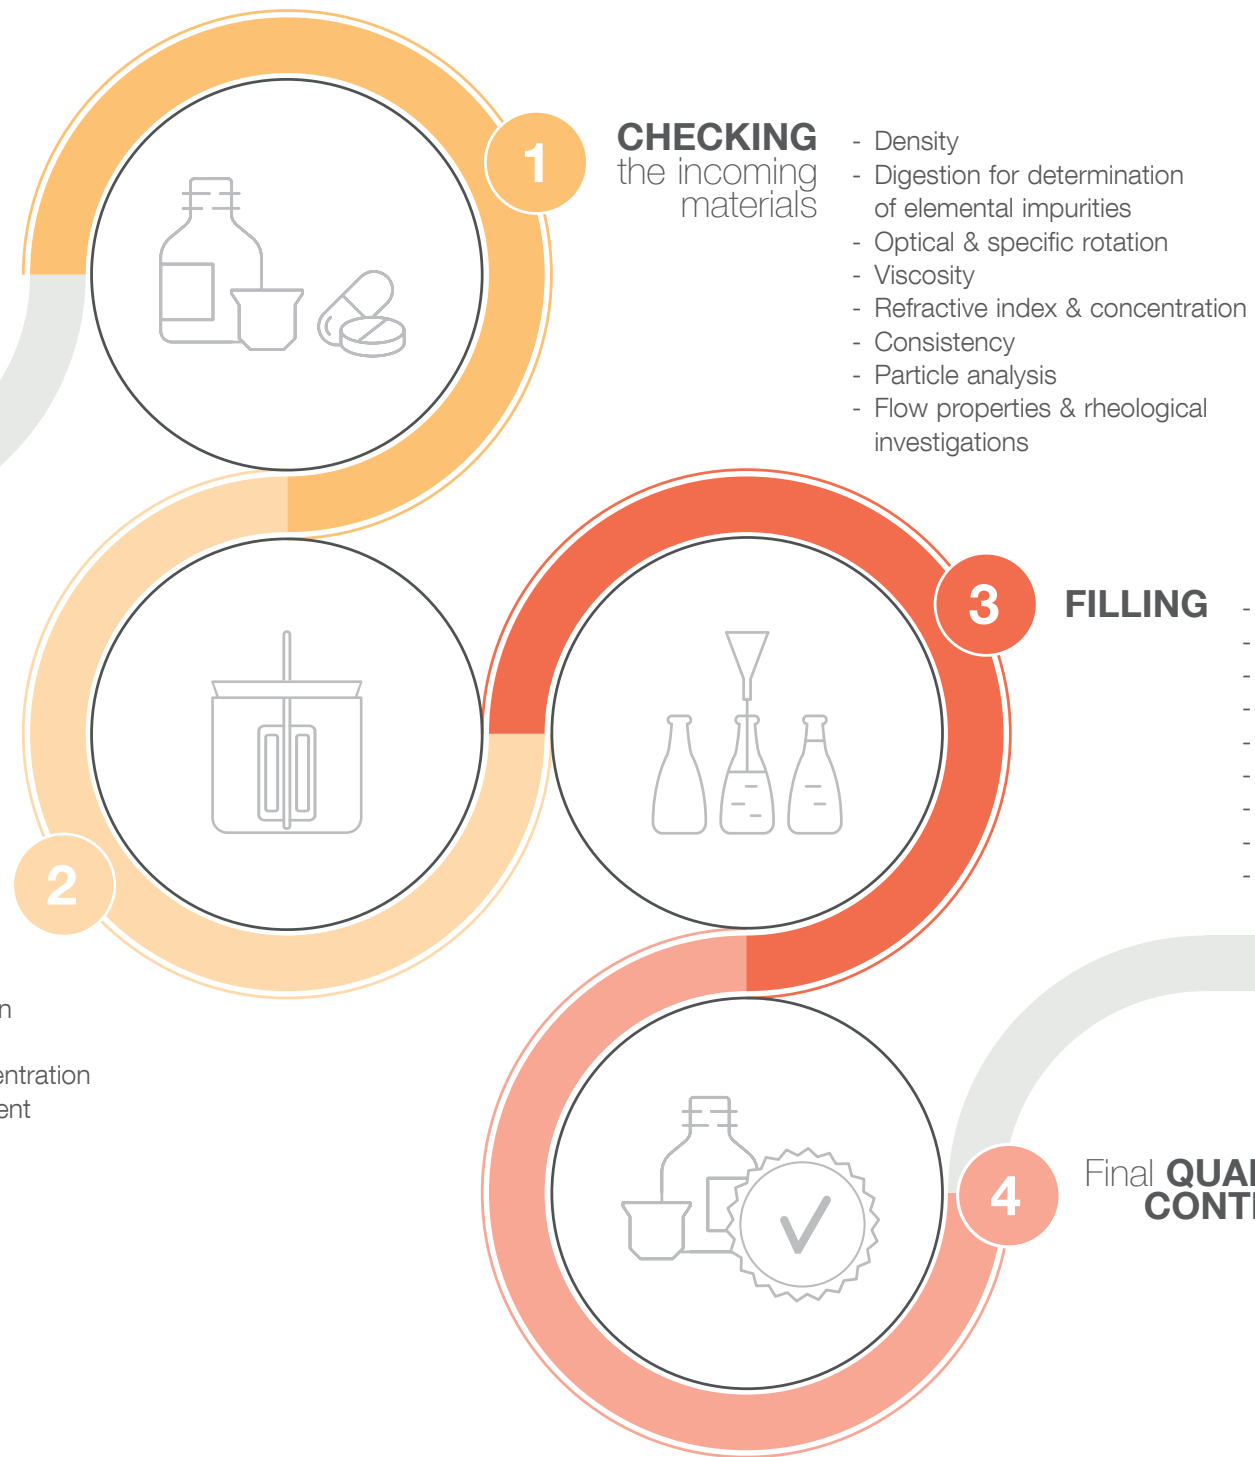 1
CHECKING
the incoming
materials
- Density
- Digestion for determination
of elemental impurities
- Optical & specific rotation
- Viscosity
- Refractive index & concentration
- Consistency
- Particle analysis
- Flow properties & rheological
investigations
3
FILLING
-
-
-
-
-
-
-
-
-
2
4
Final